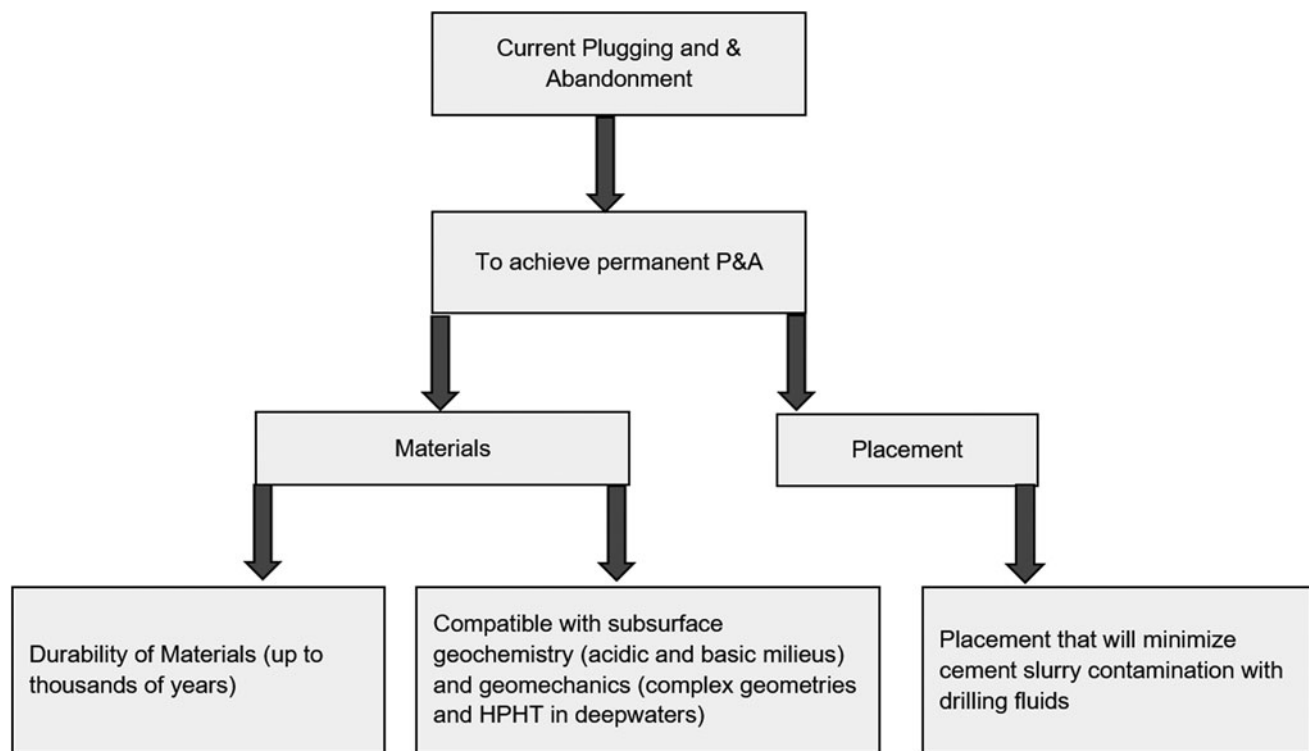 Current Plugging and &
Abandonment
To achieve permanent P&A
Materials
Placement
Durability of Materials (up to
thousands of years)
Compatible with subsurface
geochemistry (acidic and basic milieus)
and geomechanics (complex geometries
and HPHT in deepwaters)
Placement that will minimize
cement slurry contamination with
drilling fluids